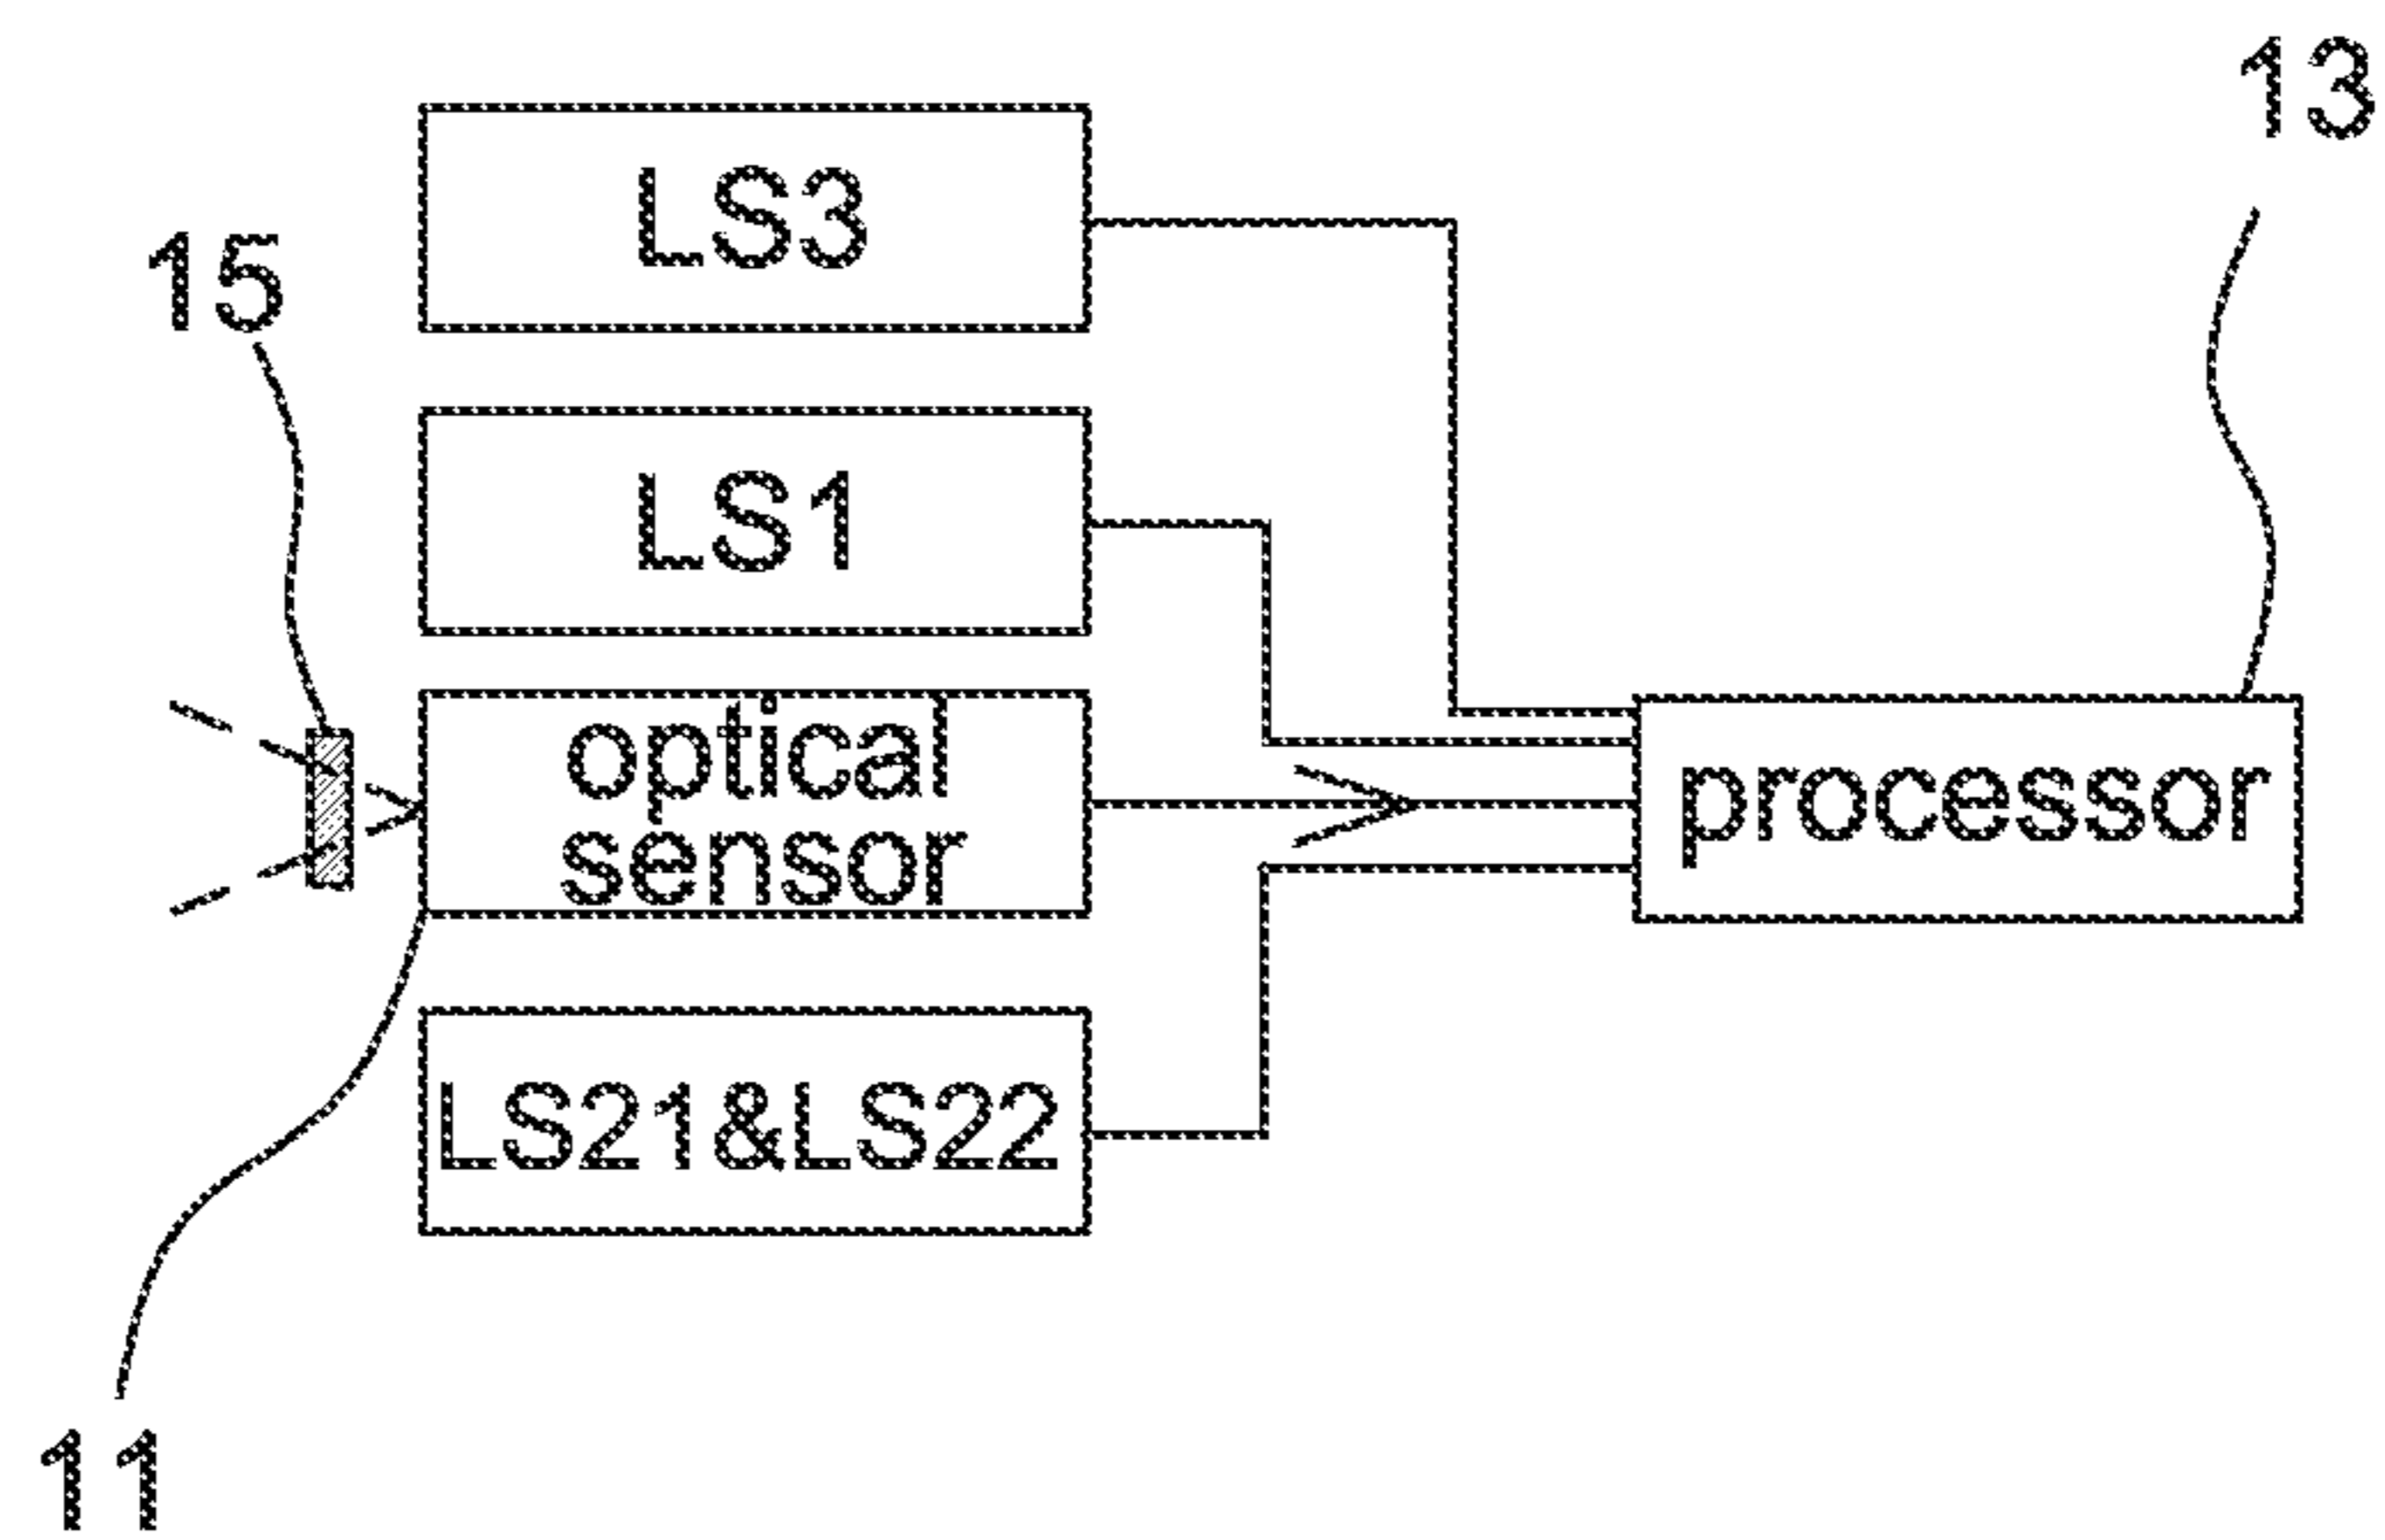 13
LS3
15
LS1
optical
sensor
processor
LS21&LS22
11